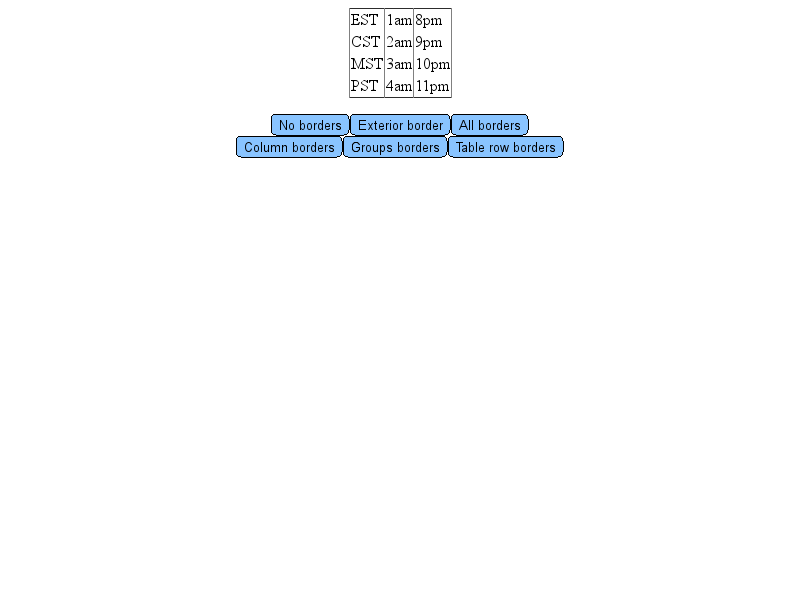 EST 1am 8pm
CST 2am 9pm
MST 3am 10pm
PST 4am 11pm
No borders Exterior border All borders
Column borders Groups borders Table row borders